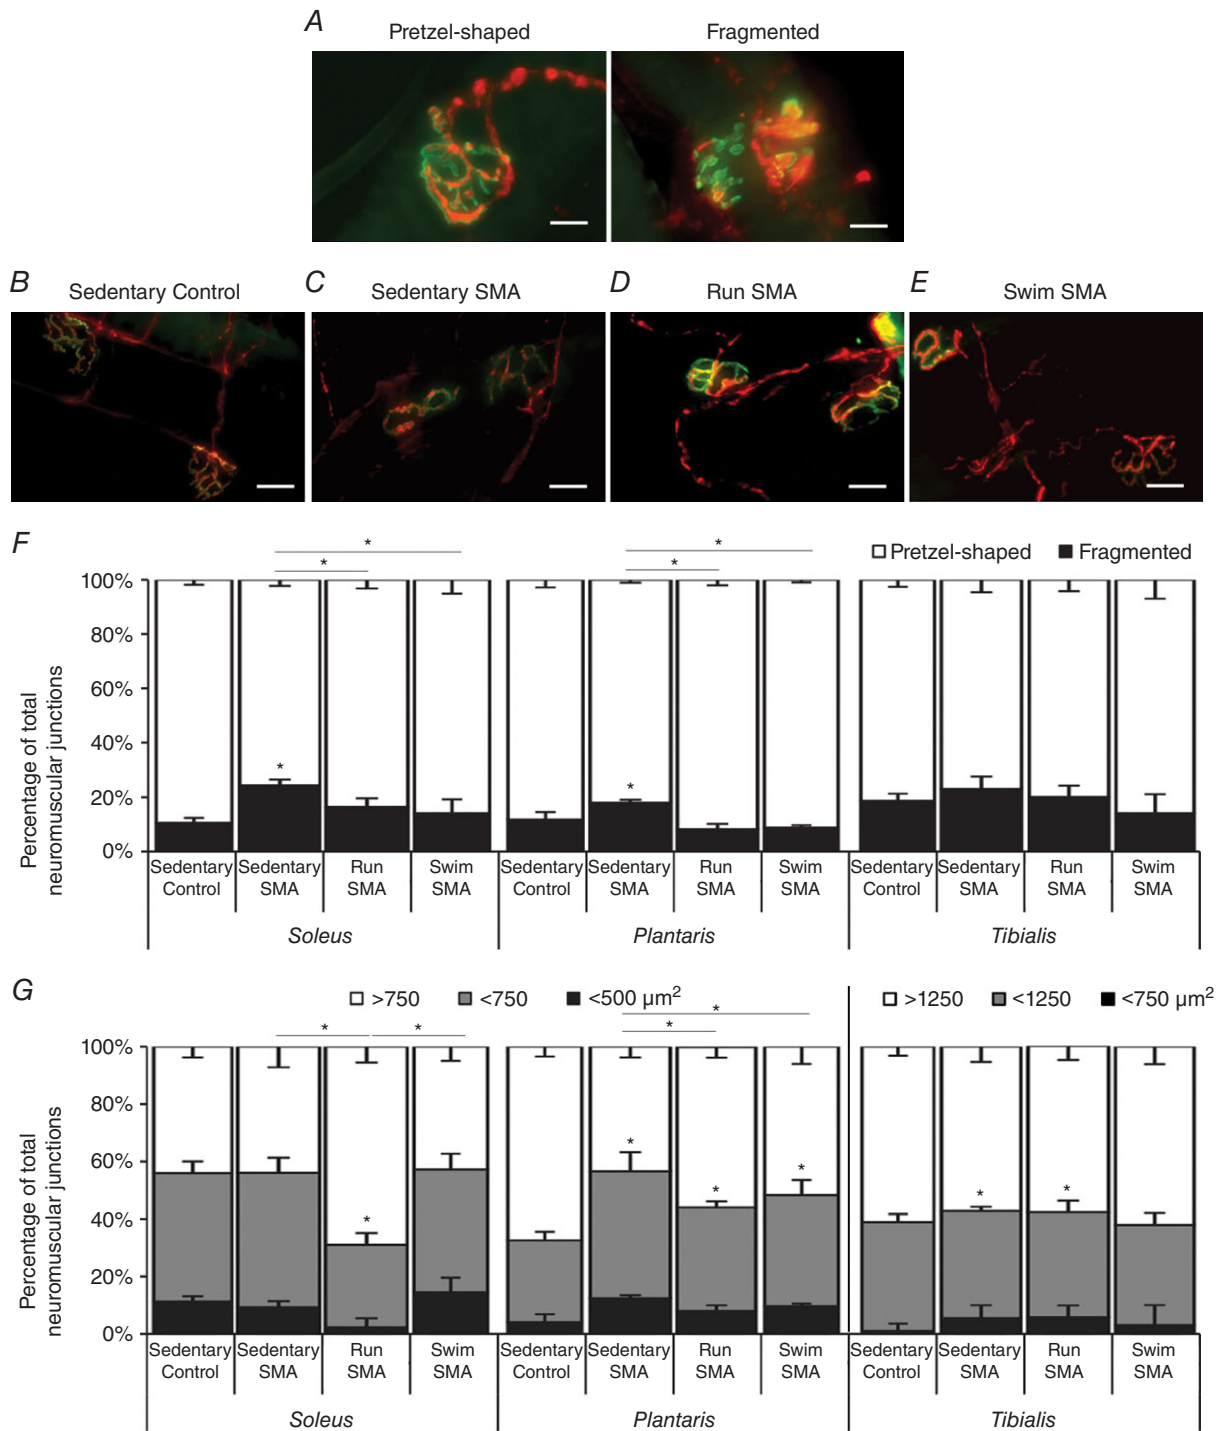 A
Pretzel-shaped Fragmented
B Sedentary Control C Sedentary SMA D Run SMA E Swim SMA
F
* *
* *
Pretzel-shaped Fragmented
Percentage of total
neuromuscular junctions
100%
80%
60%
40%
20%
0%
* *
Sedentary Sedentary Run Swim Sedentary Sedentary Run Swim Sedentary Sedentary Run Swim
Control SMA SMA SMA Control SMA SMA SMA Control SMA SMA SMA
Soleus Plantaris Tibialis
G
>750 <750 <500 µm²
>1250 <1250 <750 µm²
* * * *
Percentage of total
neuromuscular junctions
100%
80%
60%
40%
20%
0%
* * * * * *
Sedentary Sedentary Run Swim Sedentary Sedentary Run Swim Sedentary Sedentary Run Swim
Control SMA SMA SMA Control SMA SMA SMA Control SMA SMA SMA
Soleus Plantaris Tibialis